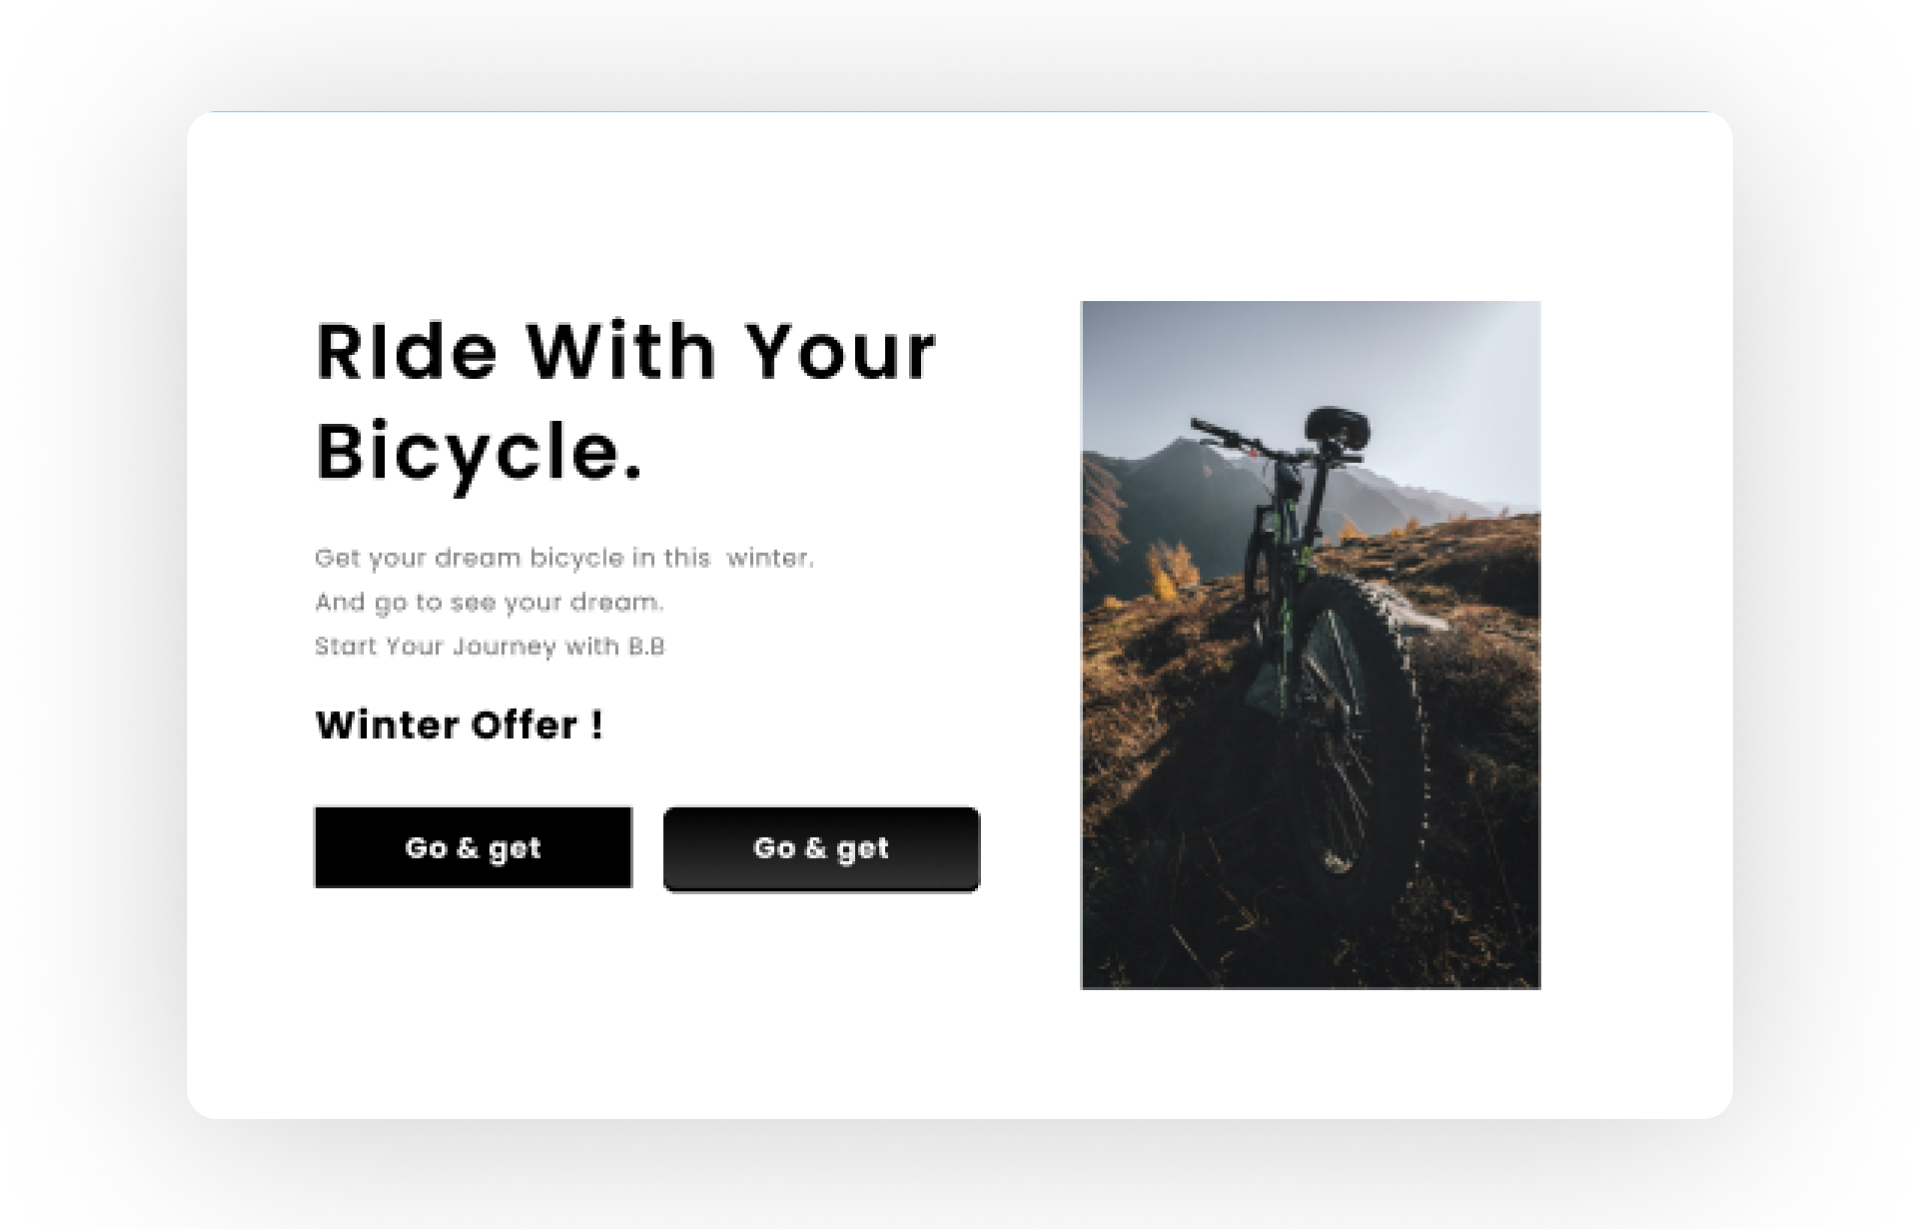 RIde With Your
Bicycle.
Get your dream bicycle in this  winter.
And go to see your dream.
Start Your Journey with B.B
Winter Offer !
Go & get
Go & get